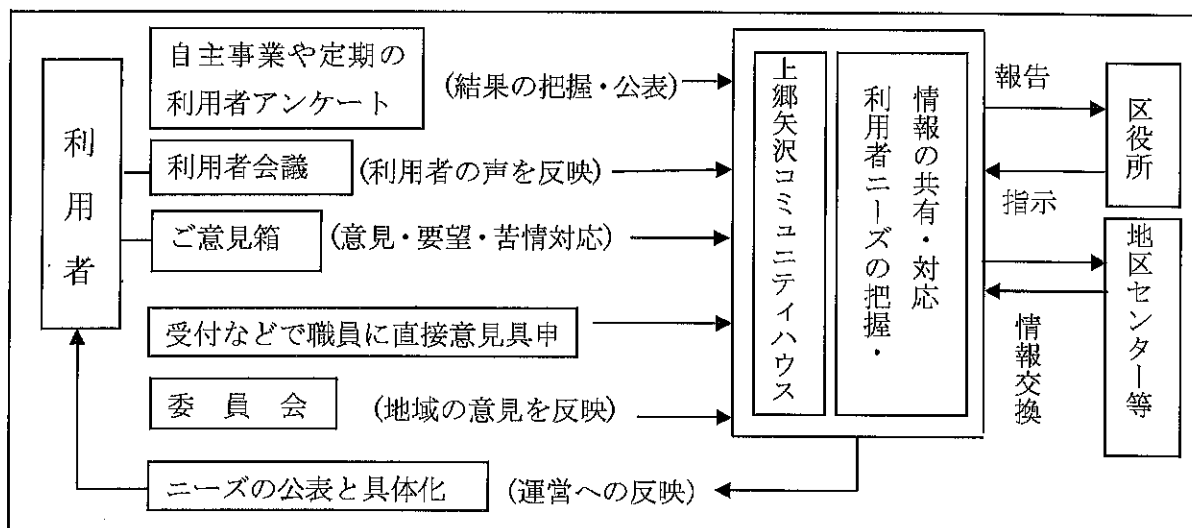 利用者
自主事業や定期の
利用者アンケート
(結果の把握・公表)
利用者会議
(利用者の声を反映)
ご意見箱
(意見・要望・苦情対応)
受付などで職員に直接意見具申
委員会
(地域の意見を反映)
ニーズの公表と具体化
(運営への反映)
上郷矢沢コミュニティハウス
情報の共有・対応
利用者ニーズの把握・
報告
指示
区役所
情報交換
地区センター等